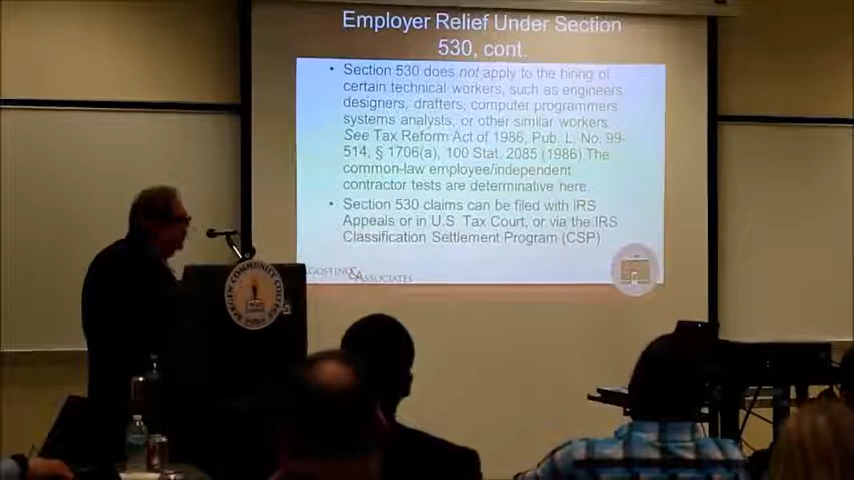 Employer Relief Under Section
530, cont.
• Section 530 does not apply to the hiring of
certain technical workers, such as engineers
designers, drafters, computer programmers
systems analysts, or other similar workers.
See Tax Reform Act of 1986, Pub. L. No. 99-
514, § 1706(a), 100 Stat. 2085 (1986) The
common-law employee/independent
contractor tests are determinative here.
• Section 530 claims can be filed with IRS
Appeals or in U.S. Tax Court, or via the IRS
Classification Settlement Program (CSP)
AGOSTINO & ASSOCIATES
BERGEN COMMUNITY COLLEGE